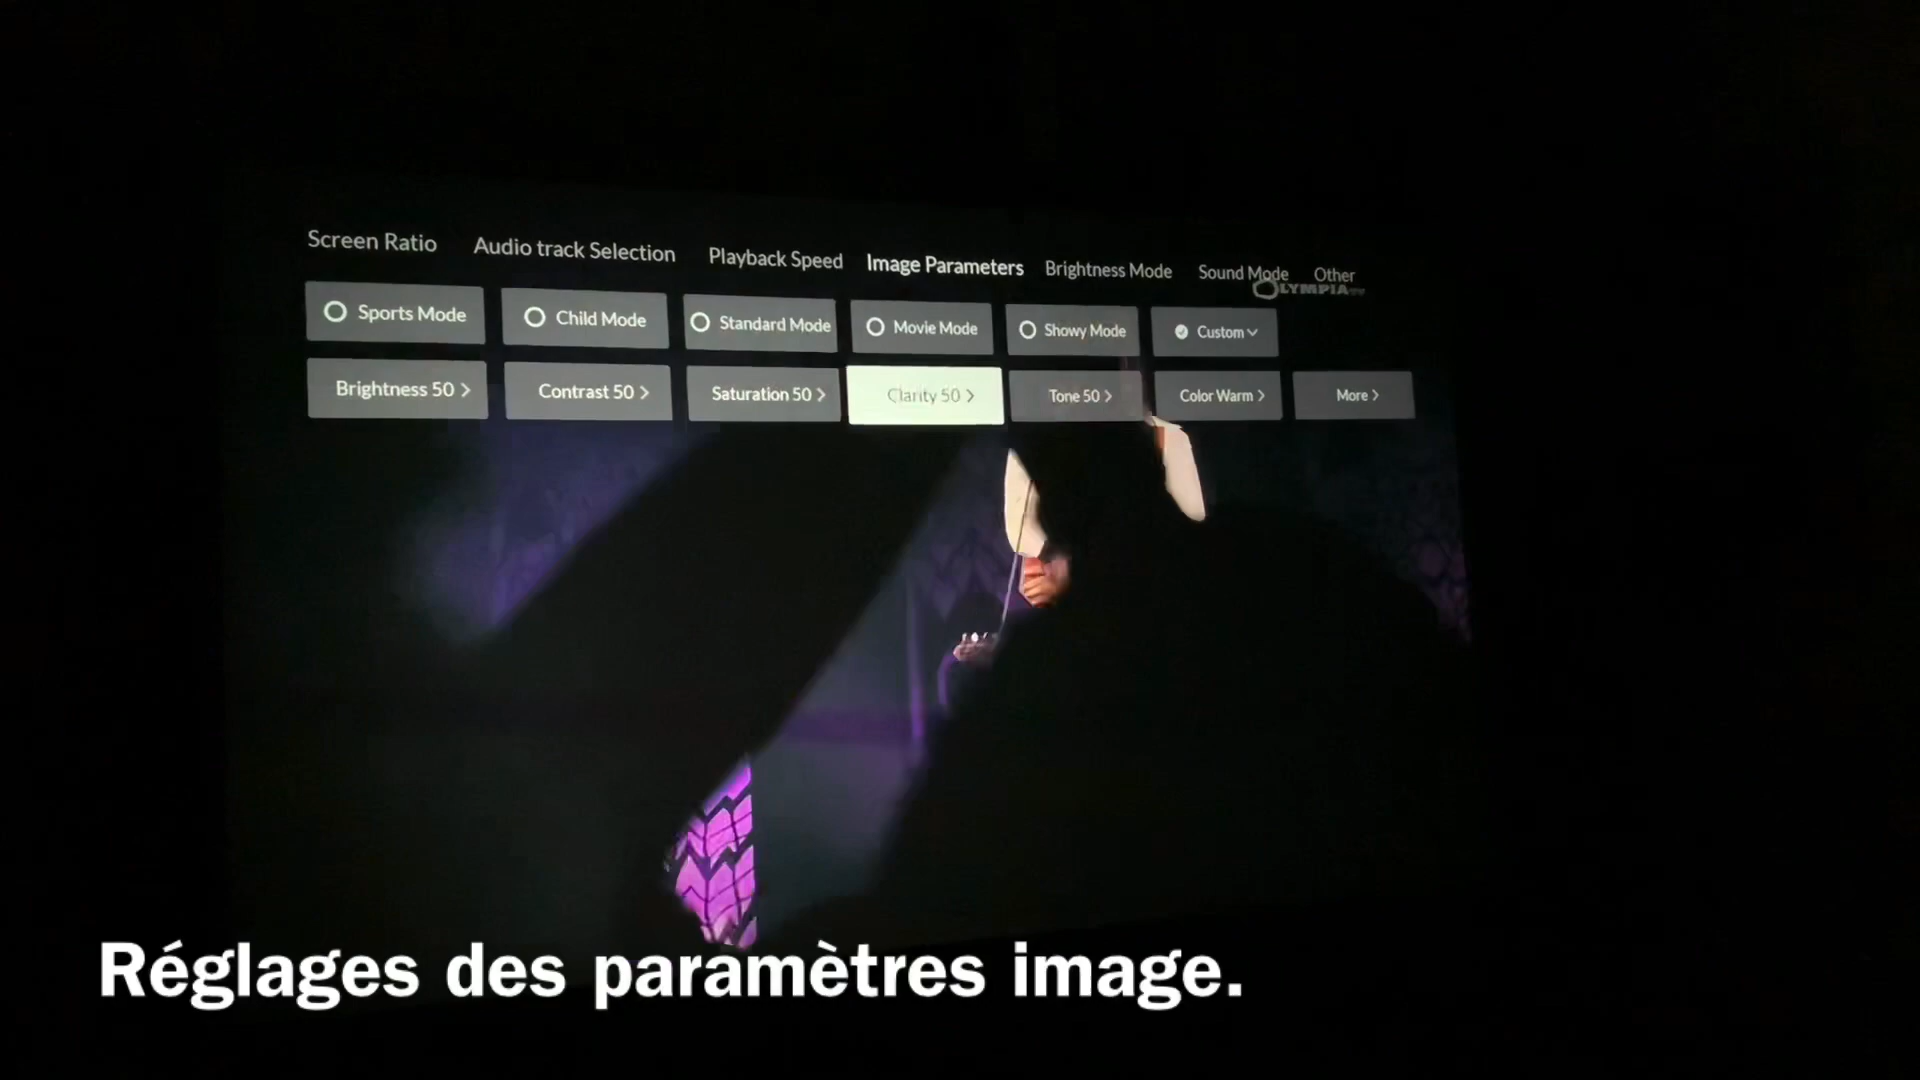 Screen Ratio Audio track Selection Playback Speed Image Parameters Brightness Mode Sound Mode Other
OLYMPIA
Sports Mode Child Mode Standard Mode Movie Mode Showy Mode Custom
Brightness 50 > Contrast 50 > Saturation 50 > Clarity 50 > Tone 50 > Color Warm > More >
Réglages des paramètres image.